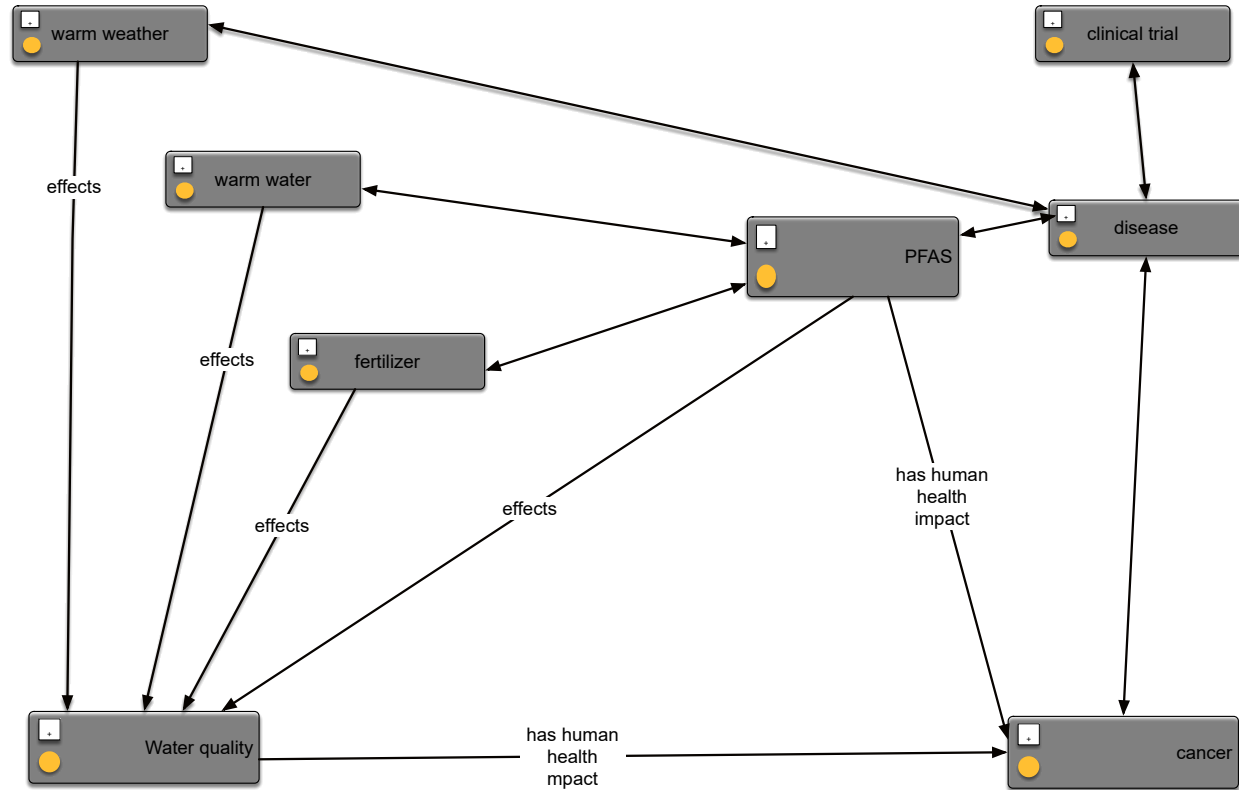 warm weather
clinical trial
effects
warm water
disease
PFAS
effects
fertilizer
has human
health
impact
effects
effects
Water quality
has human
health
mpact
cancer